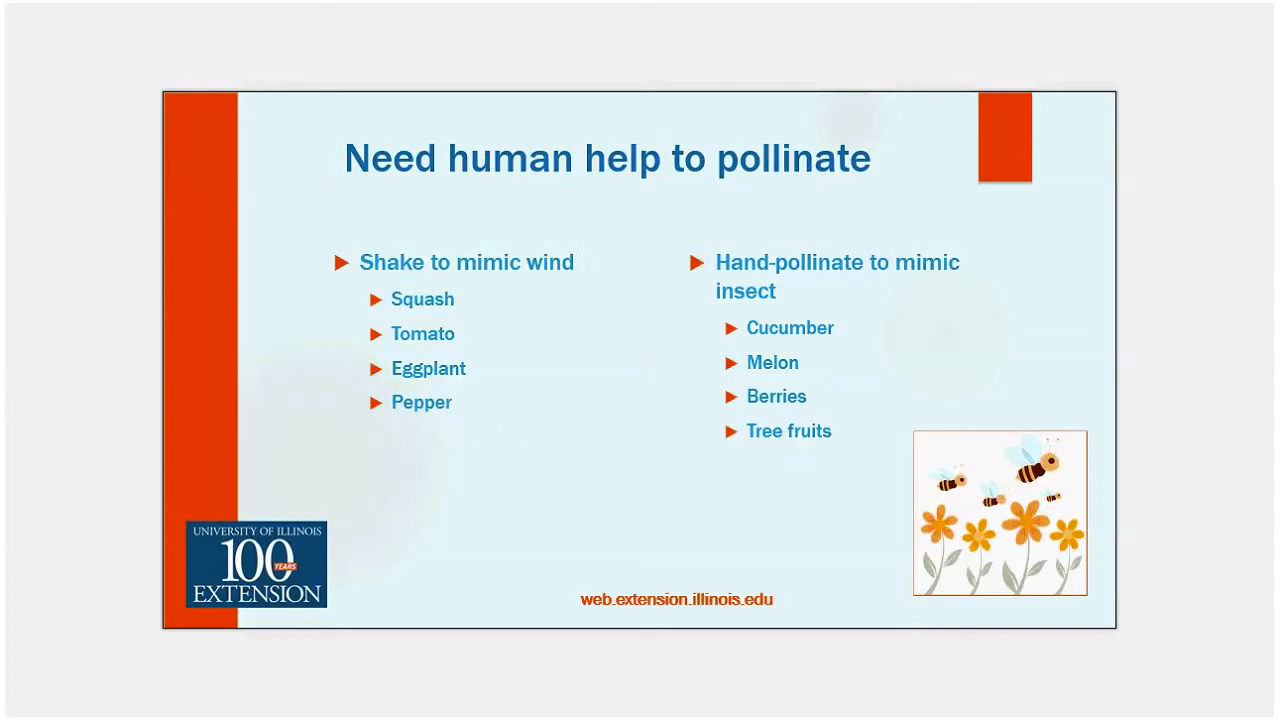 Need human help to pollinate
Shake to mimic wind
Squash
Tomato
Eggplant
Pepper
Hand-pollinate to mimic
insect
Cucumber
Melon
Berries
Tree fruits
UNIVERSITY OF ILLINOIS
100 YEARS
EXTENSION
web.extension.illinois.edu